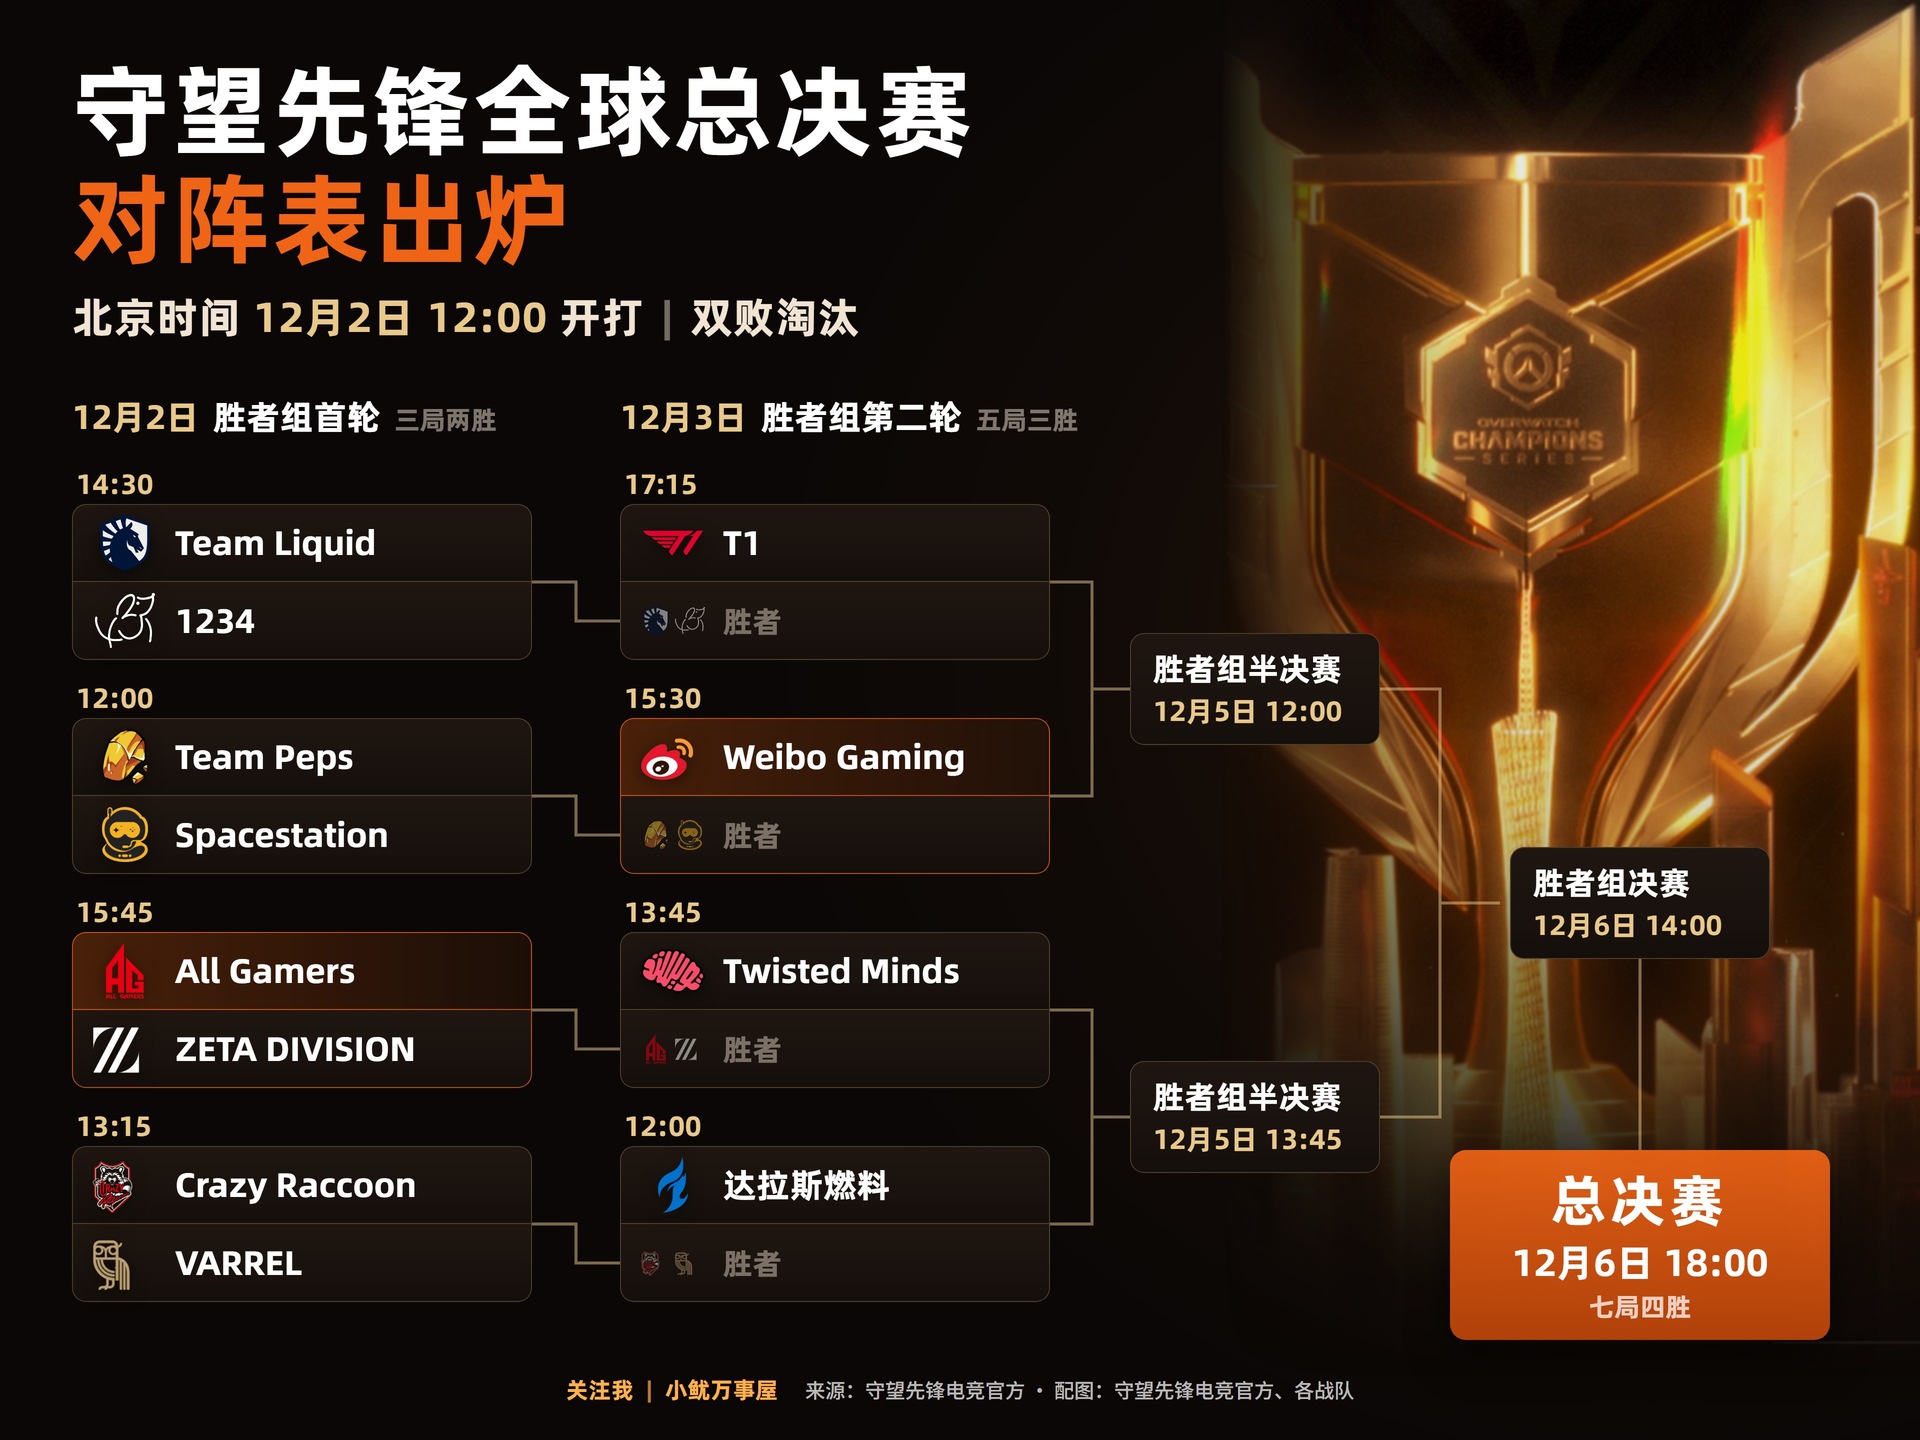 守望先锋全球总决赛
对阵表出炉
北京时间 12月2日 12:00 开打 | 双败淘汰
12月2日 胜者组首轮 三局两胜
14:30
Team Liquid
1234
12:00
Team Peps
Spacestation
15:45
All Gamers
ZETA DIVISION
13:15
Crazy Raccoon
VARREL
12月3日 胜者组第二轮 五局三胜
17:15
T1
胜者
15:30
Weibo Gaming
胜者
13:45
Twisted Minds
胜者
12:00
达拉斯燃料
胜者
胜者组半决赛
12月5日 12:00
胜者组半决赛
12月5日 13:45
胜者组决赛
12月6日 14:00
总决赛
12月6日 18:00
七局四胜
OVERWATCH
CHAMPIONS
SERIES
关注我 | 小鱿万事屋 来源：守望先锋电竞官方 · 配图：守望先锋电竞官方、各战队